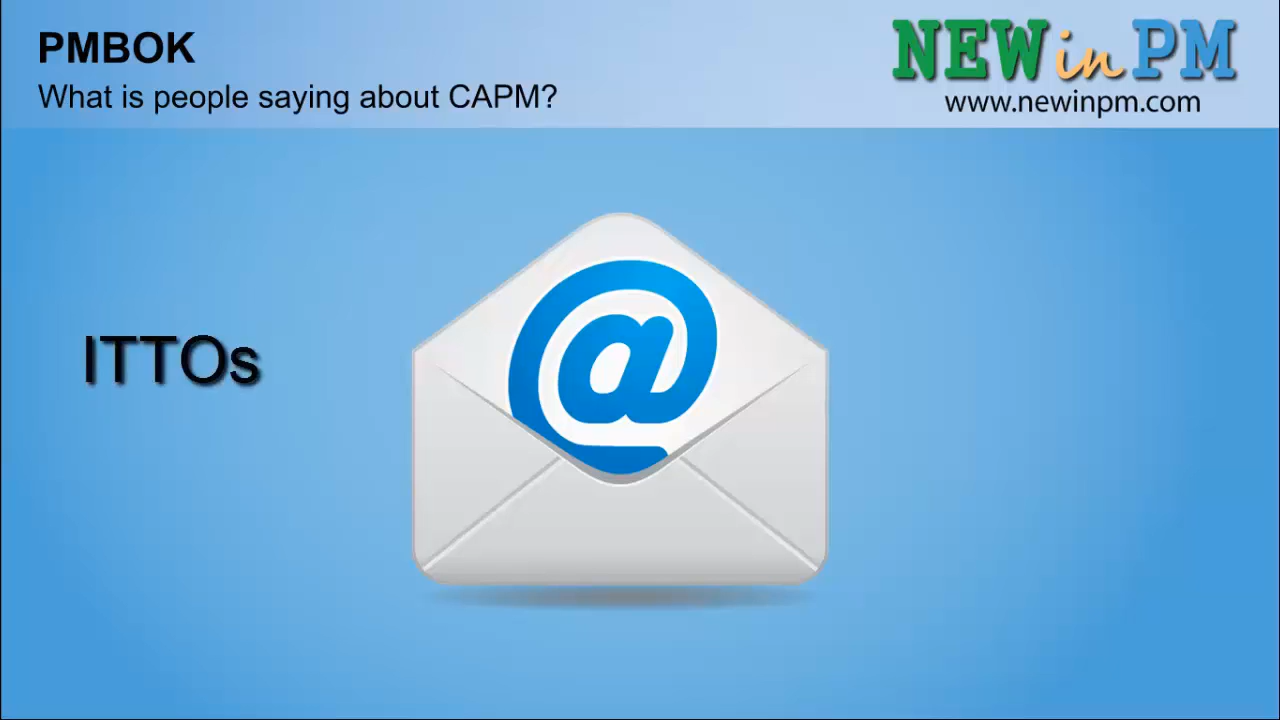 PMBOK
What is people saying about CAPM?
NEW in PM
www.newinpm.com
ITTOs
@